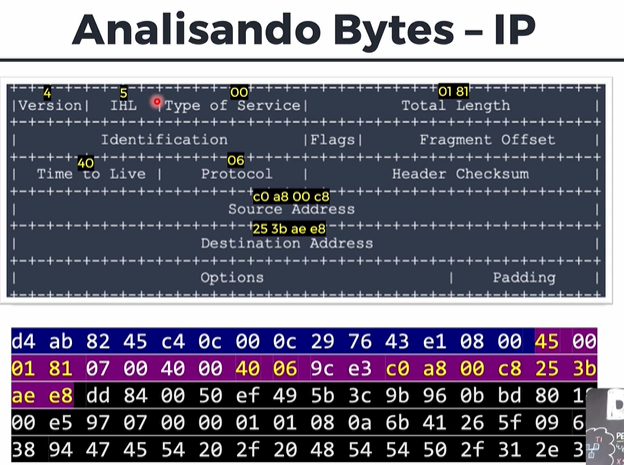 Analisando Bytes – IP
4 5 00 01 81
|Version| IHL |Type of Service| Total Length |
| Identification |Flags| Fragment Offset |
40 06
| Time to Live | Protocol | Header Checksum |
c0 a8 00 c8
| Source Address |
25 3b ae e8
| Destination Address |
| Options | Padding |
d4 ab 82 45 c4 0c 00 0c 29 76 43 e1 08 00 45 00
01 81 07 00 40 00 40 06 9c e3 c0 a8 00 c8 25 3b
ae e8 dd 84 00 50 ef 49 5b 3c 9b 96 0b bd 80
00 e5 97 07 00 00 01 01 08 0a 6b 41 26 5f 09
38 94 47 45 54 20 2f 20 48 54 54 50 2f 31 2e